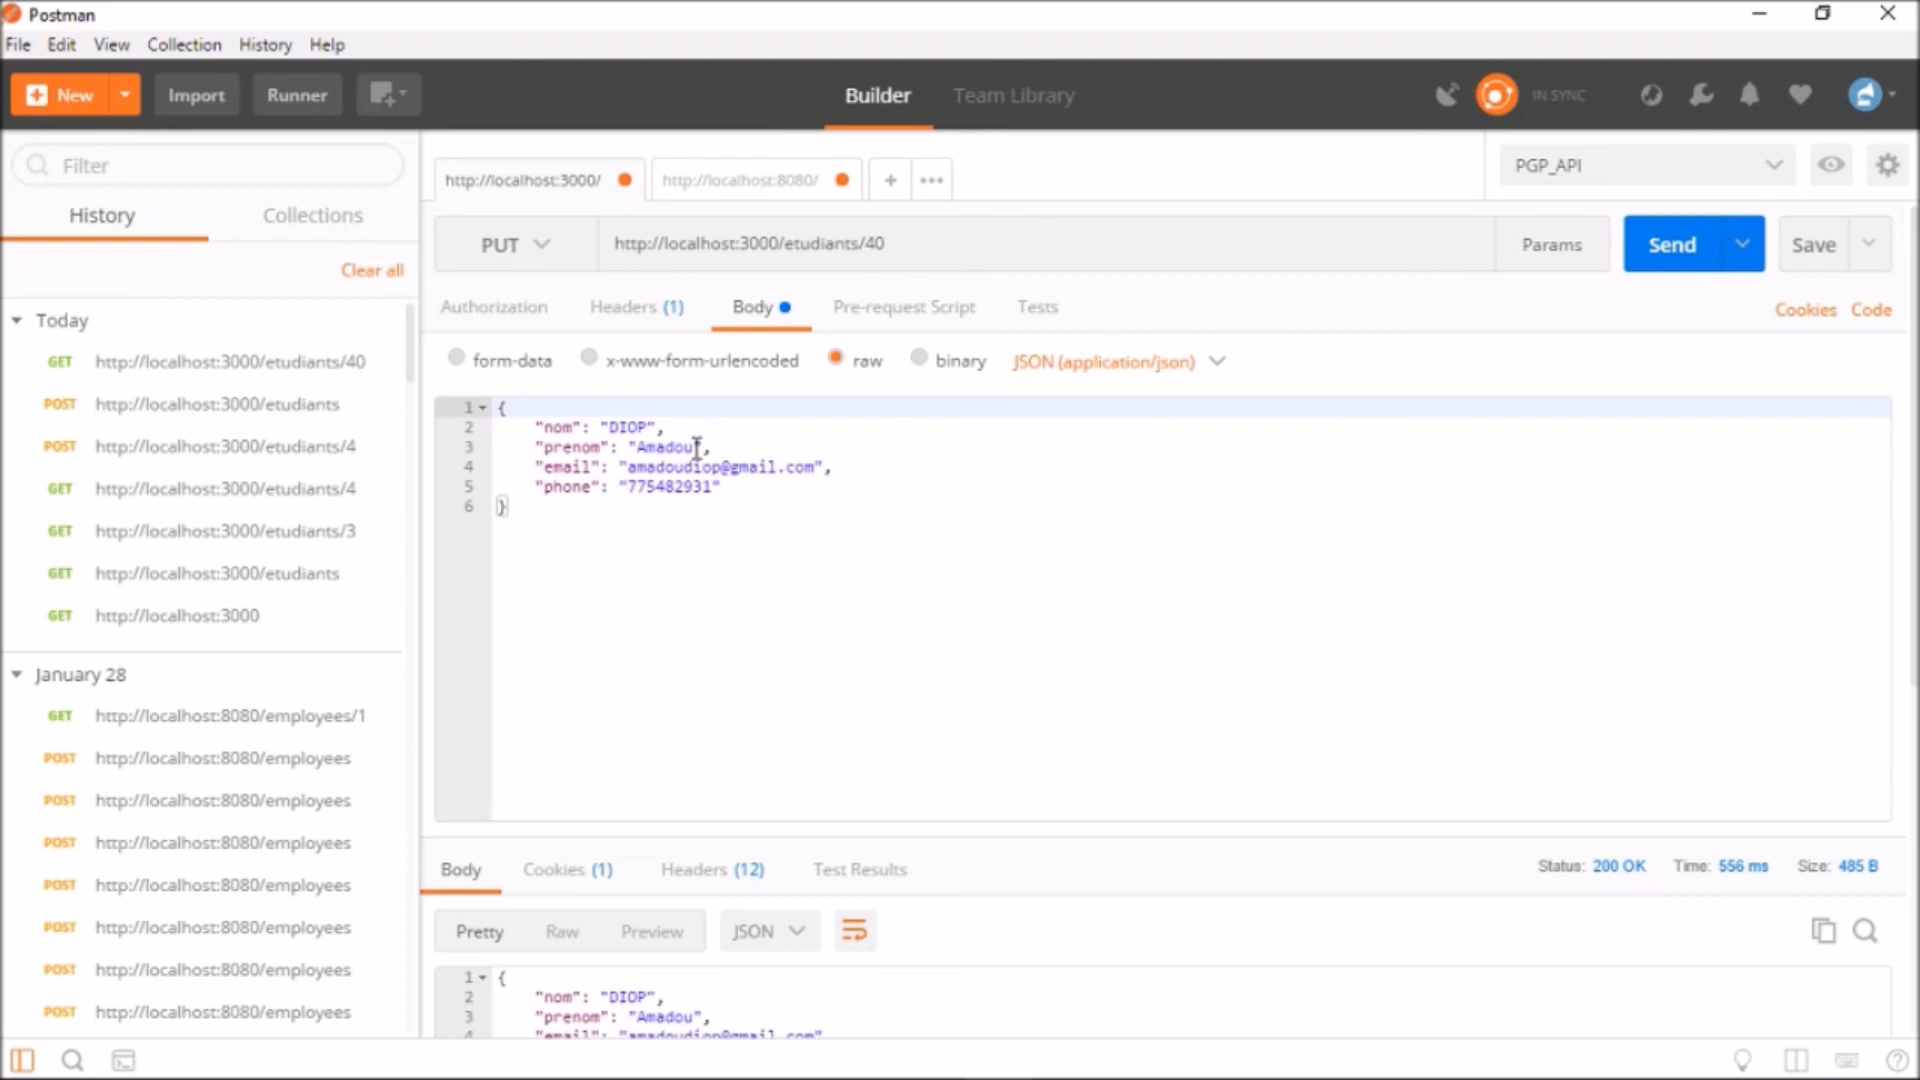 Postman
File Edit View Collection History Help
New Import Runner Builder Team Library IN SYNC
Filter
History Collections
Clear all
Today
GET http://localhost:3000/etudiants/40
POST http://localhost:3000/etudiants
POST http://localhost:3000/etudiants/4
GET http://localhost:3000/etudiants/4
GET http://localhost:3000/etudiants/3
GET http://localhost:3000/etudiants
GET http://localhost:3000
January 28
GET http://localhost:8080/employees/1
POST http://localhost:8080/employees
POST http://localhost:8080/employees
POST http://localhost:8080/employees
POST http://localhost:8080/employees
POST http://localhost:8080/employees
POST http://localhost:8080/employees
POST http://localhost:8080/employees
http://localhost:3000/ http://localhost:8080/ + ••• PGP_API
PUT http://localhost:3000/etudiants/40 Params Send Save
Authorization Headers (1) Body Pre-request Script Tests Cookies Code
form-data x-www-form-urlencoded raw binary JSON (application/json)
1 {
2 "nom": "DIOP",
3 "prenom": "Amadou",
4 "email": "amadoudiop@gmail.com",
5 "phone": "775482931"
6 }
Body Cookies (1) Headers (12) Test Results Status: 200 OK Time: 556 ms Size: 485 B
Pretty Raw Preview JSON
1 {
2 "nom": "DIOP",
3 "prenom": "Amadou",
4 "email": "amadoudiop@gmail.com"